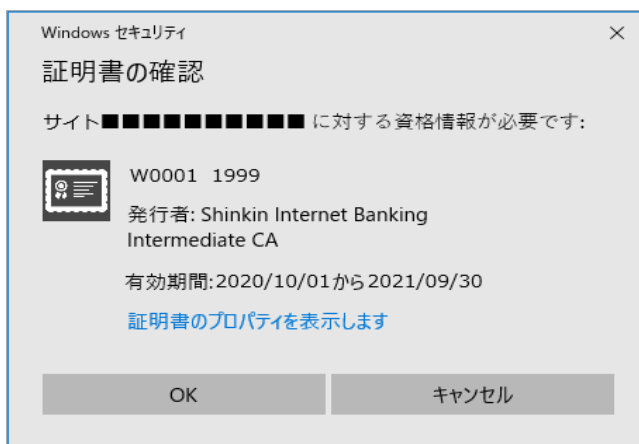 Windows セキュリティ
証明書の確認
サイト■■■■■■■■■■ に対する資格情報が必要です:
W0001 1999
発行者: Shinkin Internet Banking
Intermediate CA
有効期間:2020/10/01から2021/09/30
証明書のプロパティを表示します
OK
キャンセル